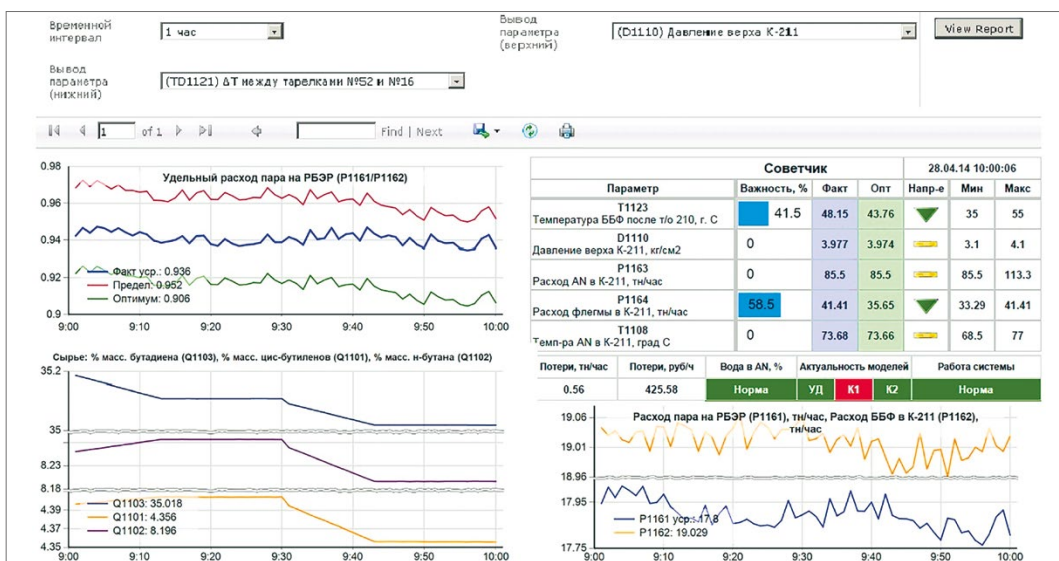 Временной
интервал
1 час
Вывод
параметра
(верхний)
(D1110) Давление верха К-211
View Report
Вывод
параметра
(нижний)
(TD1121) ΔТ между тарелками №52 и №16
1 of 1
Find | Next
0.98
0.96
0.94
0.92
0.9
Удельный расход пара на РБЭР (P1161/P1162)
Факт уср.: 0.936
Предел: 0.952
Оптимум: 0.906
9:00 9:10 9:20 9:30 9:40 9:50 10:00
Советчик 28.04.14 10:00:06
Параметр Важность, % Факт Опт Напр-е Мин Макс
T1123
Температура ББФ после т/о 210, г. С 41.5 48.15 43.76 35 55
D1110
Давление верха К-211, кг/см2 0 3.977 3.974 3.1 4.1
P1163
Расход AN в К-211, тн/час 0 85.5 85.5 85.5 113.3
P1164
Расход флегмы в К-211, тн/час 58.5 41.41 35.65 33.29 41.41
T1108
Темп-ра AN в К-211, град С 0 73.68 73.66 68.5 77
Потери, тн/час Потери, руб/ч Вода в AN, % Актуальность моделей Работа системы
0.56 425.58 Норма УД К1 К2 Норма
Сырье: % масс. бутадиена (Q1103), % масс. цис-бутиленов (Q1101), % масс. н-бутана (Q1102)
35.2
35
8.23
8.18
4.39
4.37
4.35
Q1103: 35.018
Q1101: 4.356
Q1102: 8.196
9:00 9:10 9:20 9:30 9:40 9:50 10:00
Расход пара на РБЭР (P1161), тн/час, Расход ББФ в К-211 (P1162),
тн/час
19.06
19.01
18.96
17.95
17.75
P1161 уср.: 17.8
P1162: 19.029
9:00 9:10 9:20 9:30 9:40 9:50 10:00